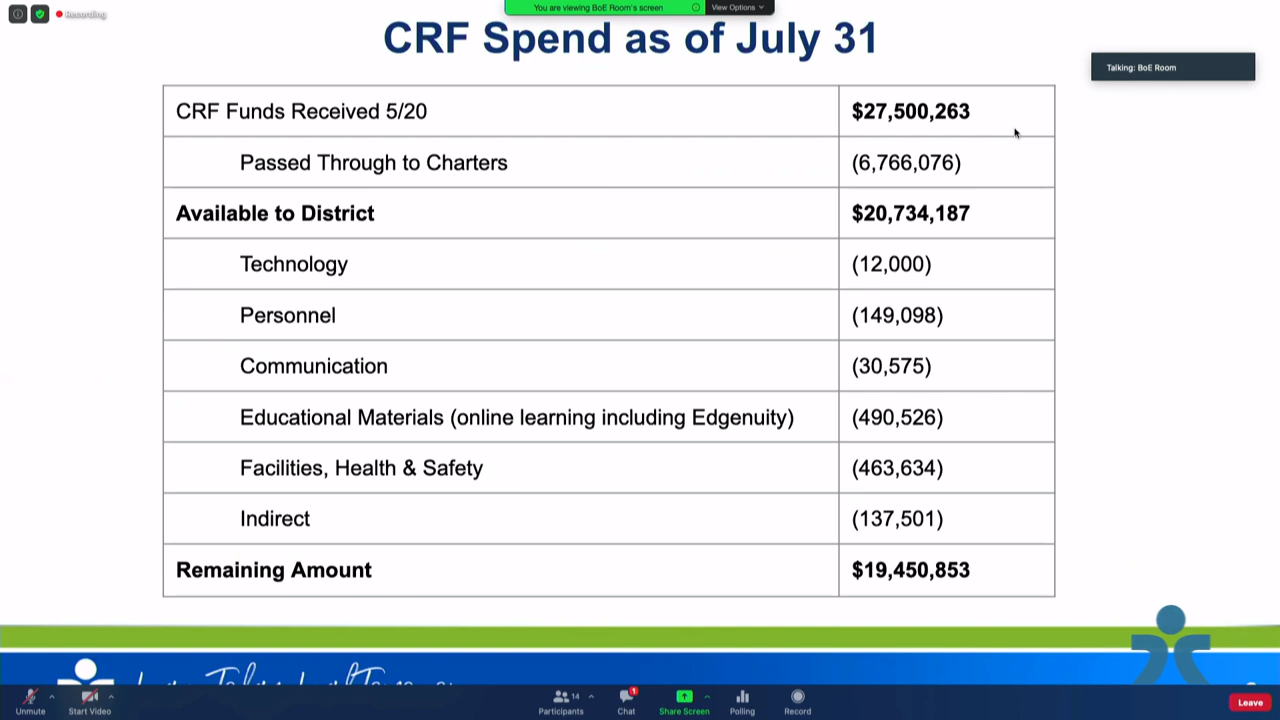 Recording
You are viewing BoE Room's screen
View Options
CRF Spend as of July 31
Talking: BoE Room
CRF Funds Received 5/20 $27,500,263
Passed Through to Charters (6,766,076)
Available to District $20,734,187
Technology (12,000)
Personnel (149,098)
Communication (30,575)
Educational Materials (online learning including Edgenuity) (490,526)
Facilities, Health & Safety (463,634)
Indirect (137,501)
Remaining Amount $19,450,853
Unmute
Start Video
14
Participants
1
Chat
Share Screen
Polling
Record
Leave